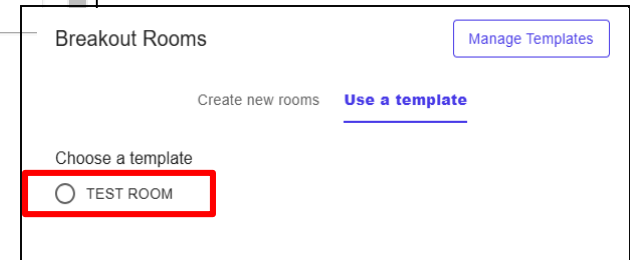 Breakout Rooms
Manage Templates
Create new rooms
Use a template
Choose a template
TEST ROOM